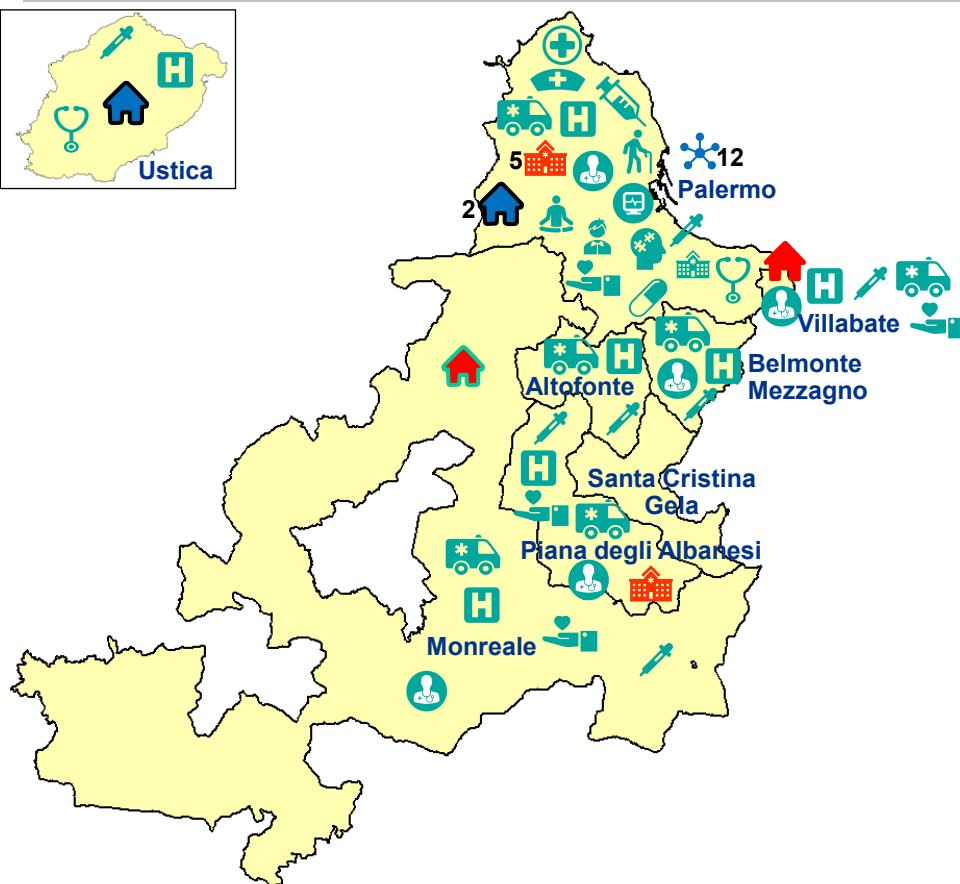 Ustica
5
12
Palermo
2
Villabate
Altofonte
Belmonte
Mezzagno
Santa Cristina
Gela
Piana degli Albanesi
Monreale